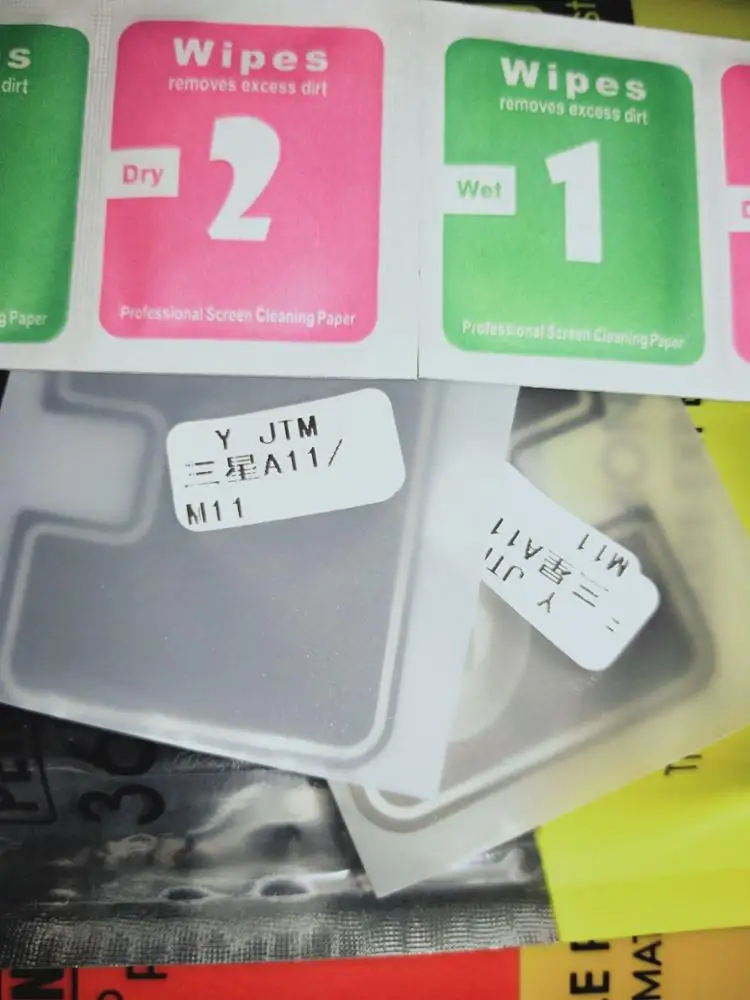 s
dirt
g Paper
Wipes
removes excess dirt
Dry
2
Professional Screen Cleaning Paper
Wipes
removes excess dirt
Wet
1
Professional Screen Cleaning Paper
Y JTM
三星A11/
M11
Y JT
三星A11
M11